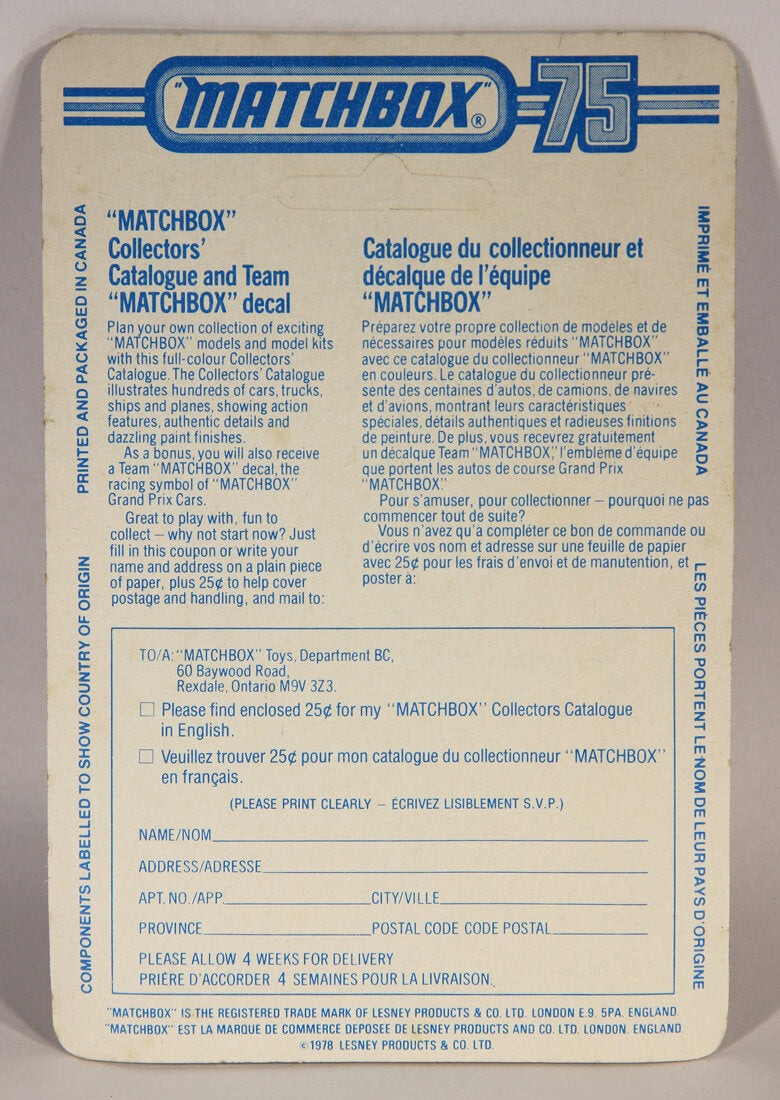 "MATCHBOX"® 75
PRINTED AND PACKAGED IN CANADA
COMPONENTS LABELLED TO SHOW COUNTRY OF ORIGIN
"MATCHBOX"
Collectors'
Catalogue and Team
"MATCHBOX" decal
Plan your own collection of exciting
"MATCHBOX" models and model kits
with this full-colour Collectors'
Catalogue. The Collectors' Catalogue
illustrates hundreds of cars, trucks,
ships and planes, showing action
features, authentic details and
dazzling paint finishes.
As a bonus, you will also receive
a Team "MATCHBOX" decal, the
racing symbol of "MATCHBOX"
Grand Prix Cars.
Great to play with, fun to
collect – why not start now? Just
fill in this coupon or write your
name and address on a plain piece
of paper, plus 25¢ to help cover
postage and handling, and mail to:
Catalogue du collectionneur et
décalque de l'équipe
"MATCHBOX"
Préparez votre propre collection de modèles et de
nécessaires pour modèles réduits "MATCHBOX"
avec ce catalogue du collectionneur "MATCHBOX"
en couleurs. Le catalogue du collectionneur pré-
sente des centaines d'autos, de camions, de navires
et d'avions, montrant leurs caractéristiques
spéciales, détails authentiques et radieuses finitions
de peinture. De plus, vous recevrez gratuitement
un décalque Team "MATCHBOX", l'emblème d'équipe
que portent les autos de course Grand Prix
"MATCHBOX".
Pour s'amuser, pour collectionner – pourquoi ne pas
commencer tout de suite?
Vous n'avez qu'à compléter ce bon de commande ou
d'écrire vos nom et adresse sur une feuille de papier
avec 25¢ pour les frais d'envoi et de manutention, et
poster à:
IMPRIMÉ ET EMBALLÉ AU CANADA
LES PIÈCES PORTENT LE NOM DE LEUR PAYS D'ORIGINE
TO/A: "MATCHBOX" Toys, Department BC,
60 Baywood Road,
Rexdale, Ontario M9V 3Z3.
Please find enclosed 25¢ for my "MATCHBOX" Collectors Catalogue
in English.
Veuillez trouver 25¢ pour mon catalogue du collectionneur "MATCHBOX"
en français.
(PLEASE PRINT CLEARLY – ÉCRIVEZ LISIBLEMENT S.V.P.)
NAME/NOM
ADDRESS/ADRESSE
APT. NO./APP. CITY/VILLE
PROVINCE POSTAL CODE CODE POSTAL
PLEASE ALLOW 4 WEEKS FOR DELIVERY
PRIÈRE D'ACCORDER 4 SEMAINES POUR LA LIVRAISON.
"MATCHBOX" IS THE REGISTERED TRADE MARK OF LESNEY PRODUCTS & CO. LTD. LONDON E.9. 5PA. ENGLAND.
"MATCHBOX" EST LA MARQUE DE COMMERCE DEPOSEE DE LESNEY PRODUCTS AND CO. LTD. LONDON. ENGLAND.
©1978 LESNEY PRODUCTS & CO. LTD.